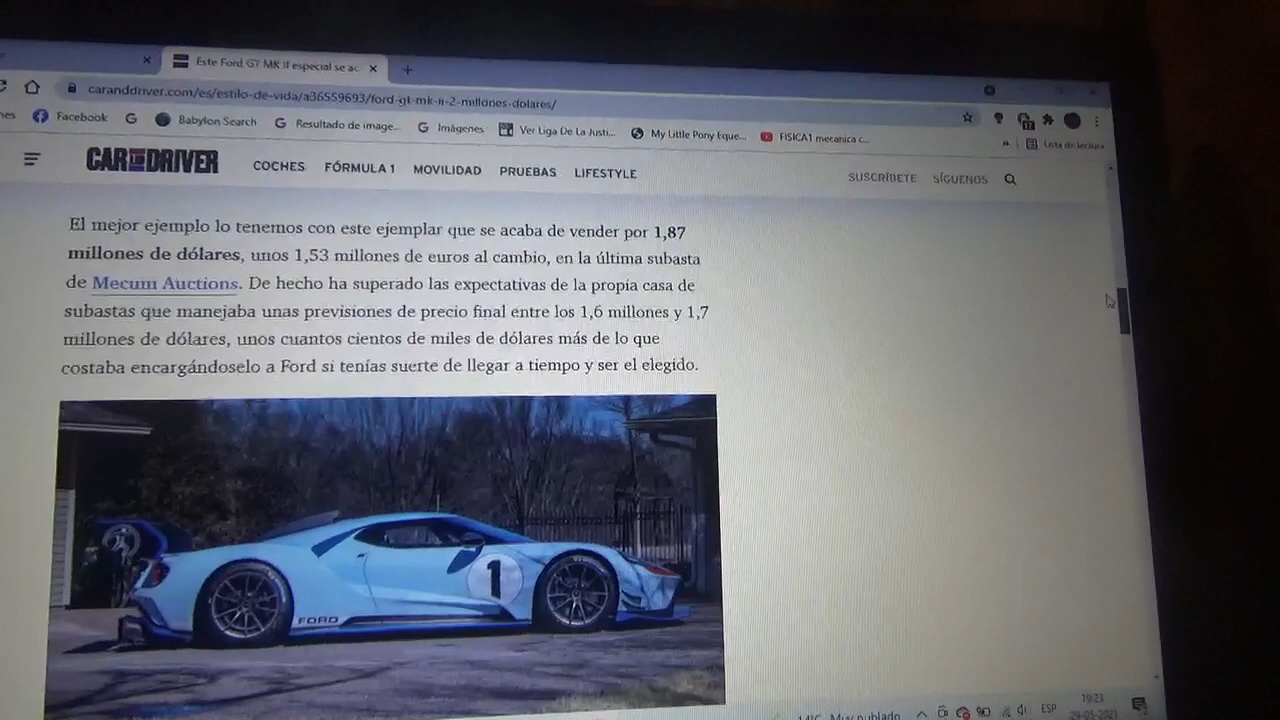 Este Ford GT MK II especial se ac
caranddriver.com/es/estilo-de-vida/a36559693/ford-gt-mk-ii-2-millones-dolares/
nes Facebook Babylon Search Resultado de image... Imágenes Ver Liga De La Justi... My Little Pony Eque... FISICA1 mecanica c...
» Lista de lectura
CAR AND DRIVER COCHES FÓRMULA 1 MOVILIDAD PRUEBAS LIFESTYLE SUSCRÍBETE SÍGUENOS
El mejor ejemplo lo tenemos con este ejemplar que se acaba de vender por 1,87
millones de dólares, unos 1,53 millones de euros al cambio, en la última subasta
de Mecum Auctions. De hecho ha superado las expectativas de la propia casa de
subastas que manejaba unas previsiones de precio final entre los 1,6 millones y 1,7
millones de dólares, unos cuantos cientos de miles de dólares más de lo que
costaba encargándoselo a Ford si tenías suerte de llegar a tiempo y ser el elegido.
1
FORD
14°C Muy nublado ESP 19:23
29-05-2021